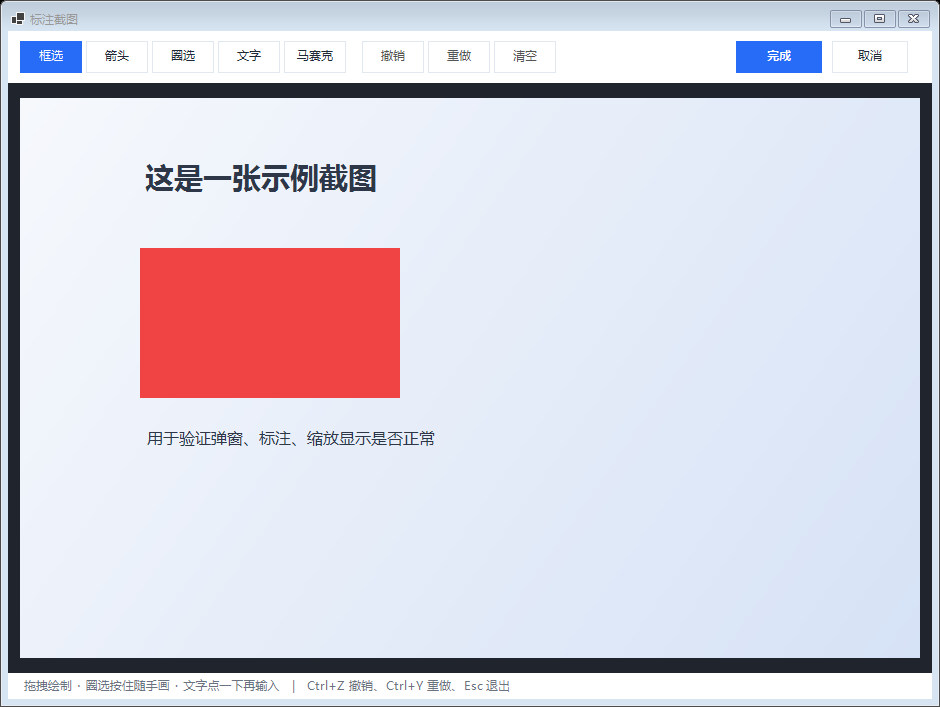 标注截图
框选 箭头 圈选 文字 马赛克 撤销 重做 清空 完成 取消
这是一张示例截图
用于验证弹窗、标注、缩放显示是否正常
拖拽绘制 · 圈选按住随手画 · 文字点一下再输入 | Ctrl+Z 撤销、Ctrl+Y 重做、Esc 退出